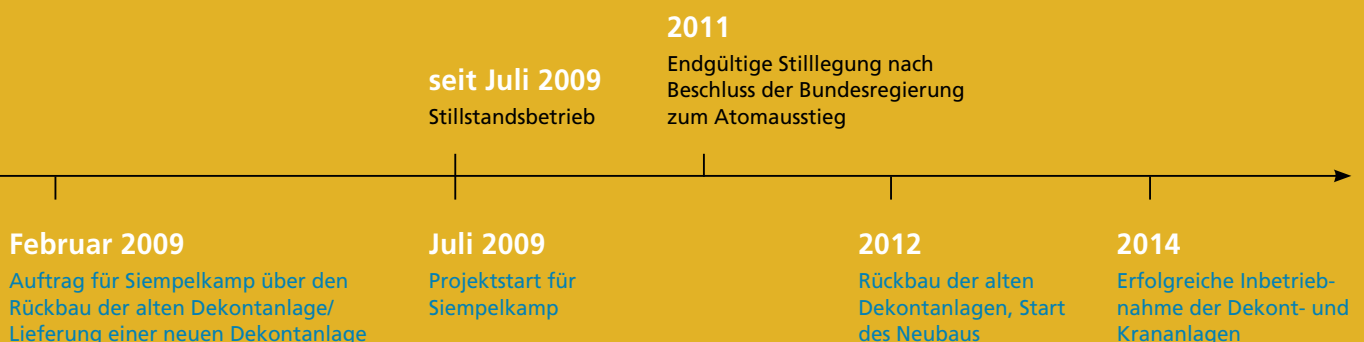 2011
Endgültige Stilllegung nach
Beschluss der Bundesregierung
zum Atomausstieg
seit Juli 2009
Stillstandsbetrieb
Februar 2009
Auftrag für Siempelkamp über den
Rückbau der alten Dekontanlage/
Lieferung einer neuen Dekontanlage
Juli 2009
Projektstart für
Siempelkamp
2012
Rückbau der alten
Dekontanlagen, Start
des Neubaus
2014
Erfolgreiche Inbetrieb-
nahme der Dekont- und
Krananlagen